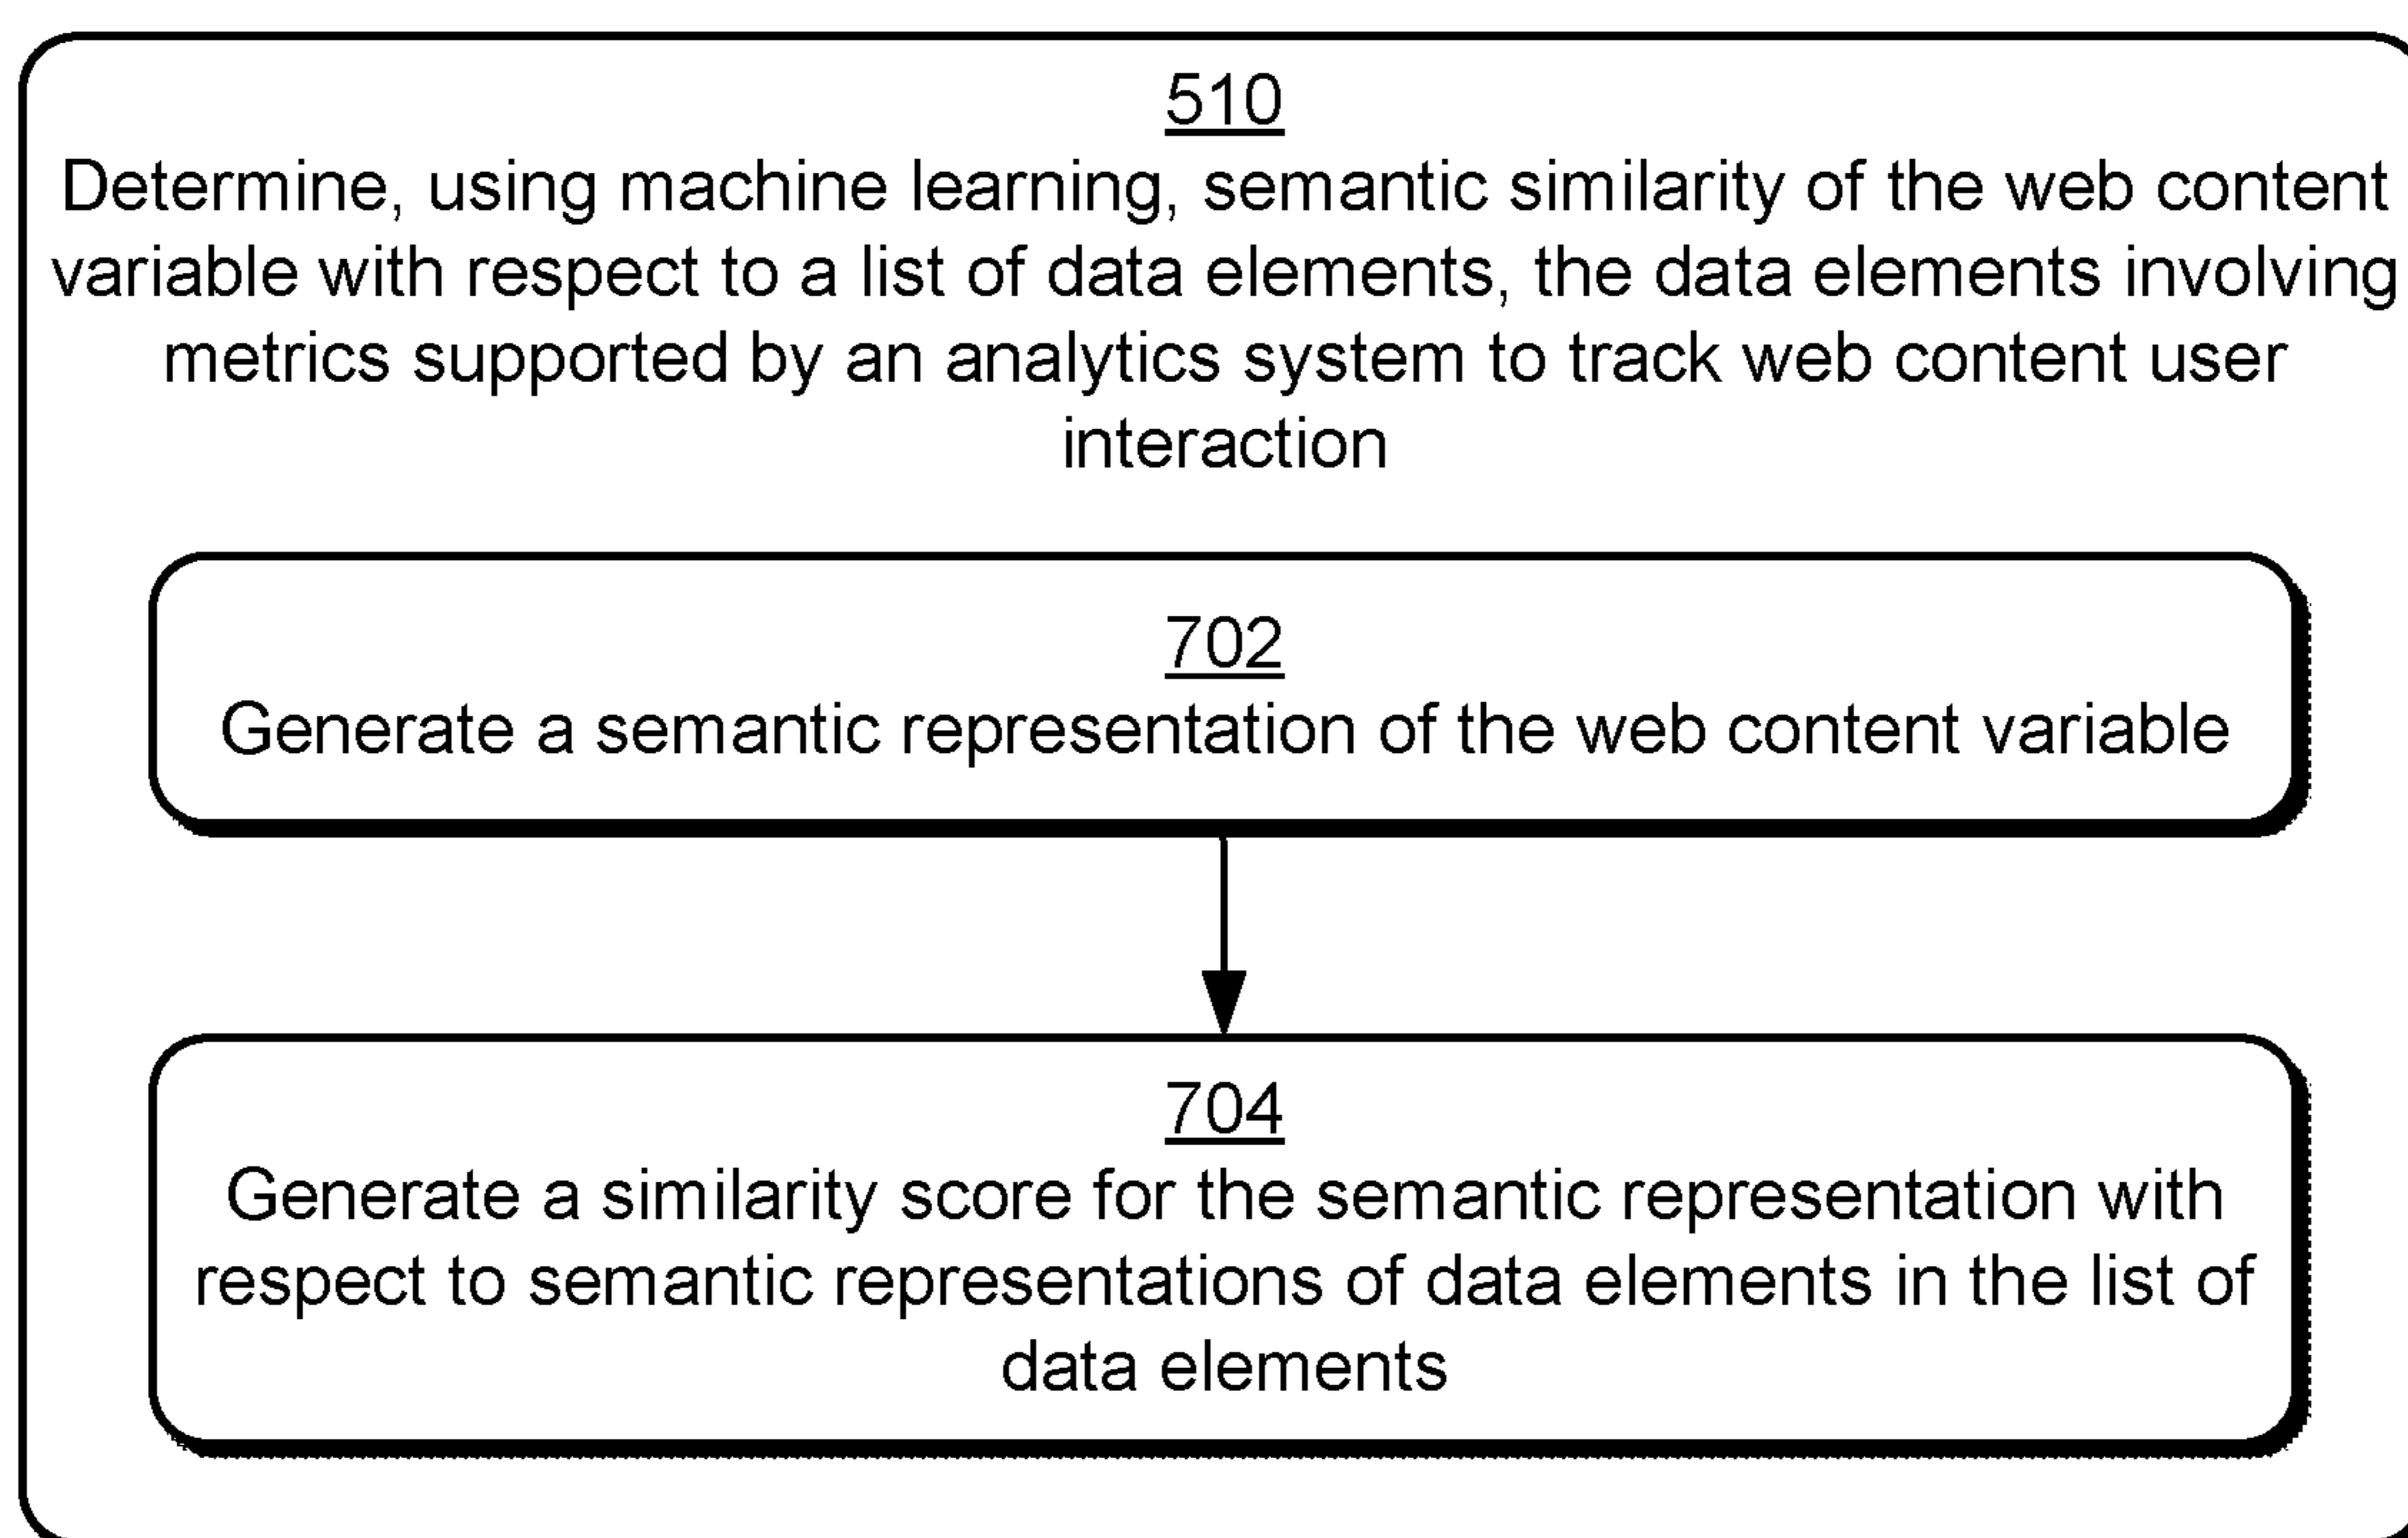 510
Determine, using machine learning, semantic similarity of the web content
variable with respect to a list of data elements, the data elements involving
metrics supported by an analytics system to track web content user
interaction
702
Generate a semantic representation of the web content variable
704
Generate a similarity score for the semantic representation with
respect to semantic representations of data elements in the list of
data elements